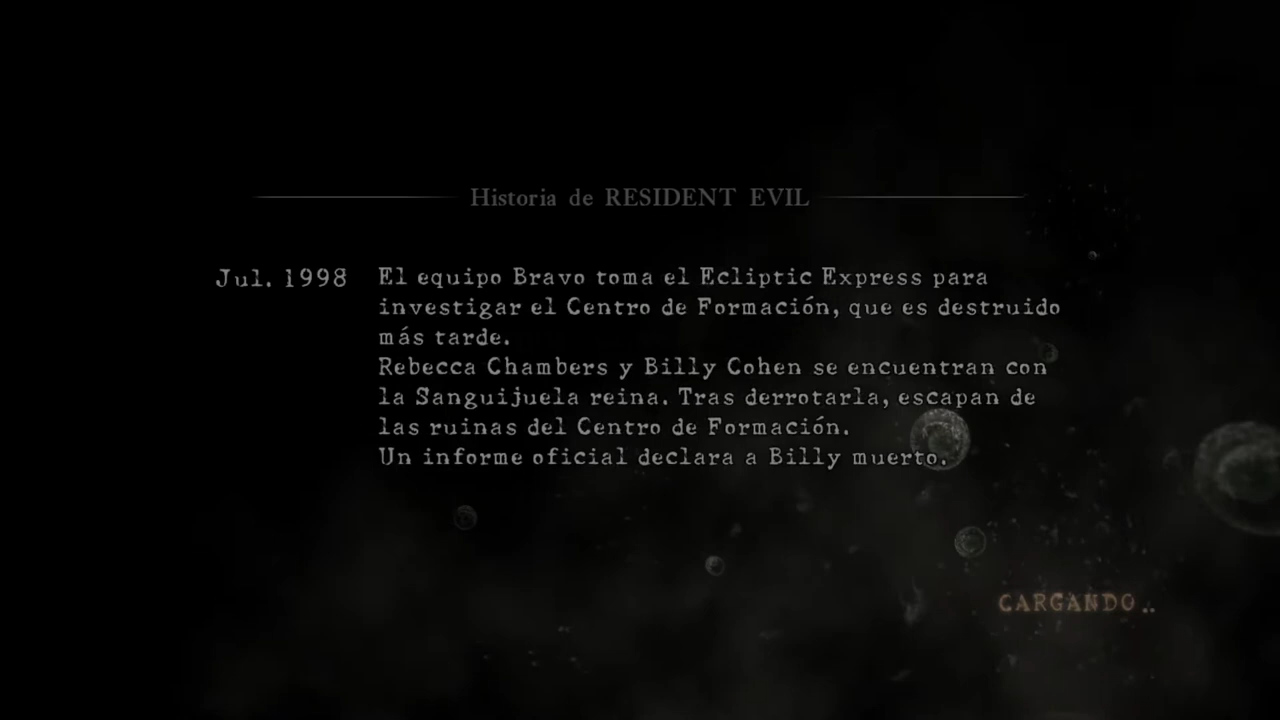 Historia de RESIDENT EVIL
Jul. 1998 El equipo Bravo toma el Ecliptic Express para
investigar el Centro de Formación, que es destruido
más tarde.
Rebecca Chambers y Billy Cohen se encuentran con
la Sanguijuela reina. Tras derrotarla, escapan de
las ruinas del Centro de Formación.
Un informe oficial declara a Billy muerto.
CARGANDO..